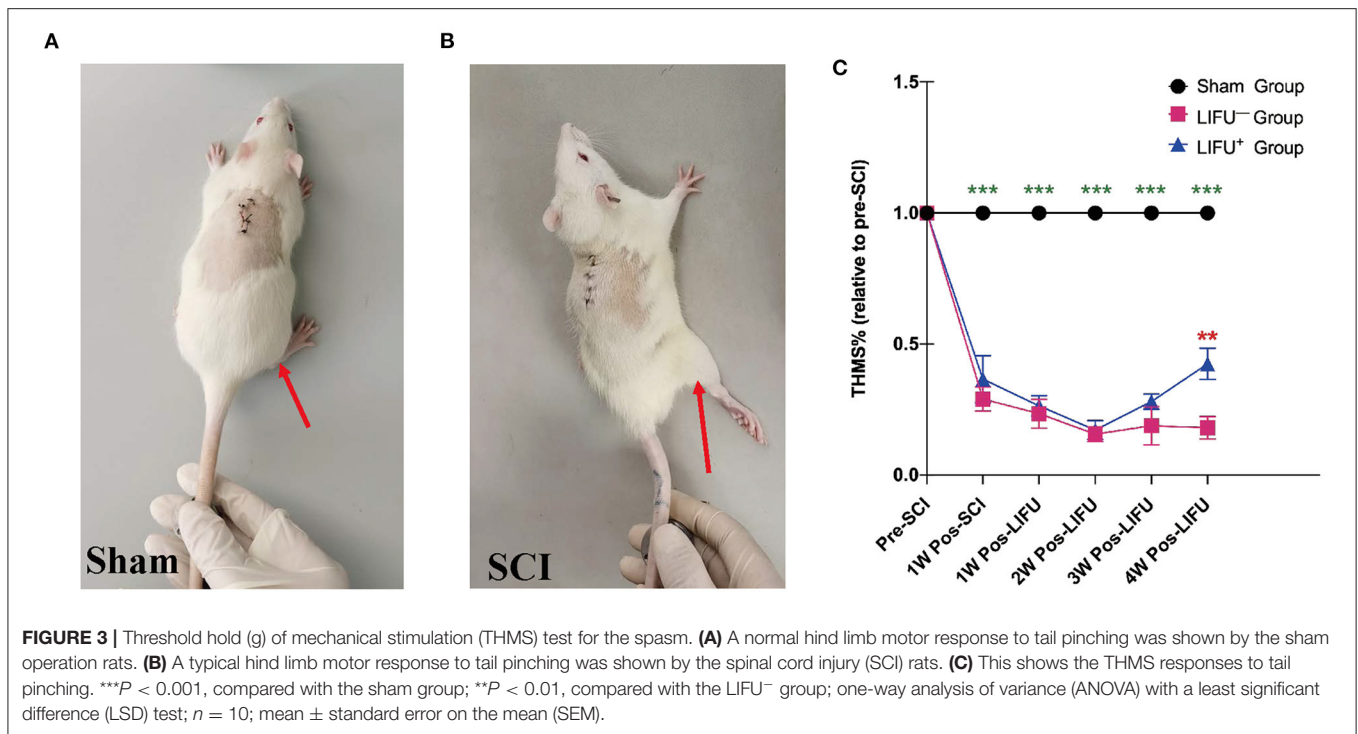 A
B
C
Sham
SCI
1.5
1.0
0.5
0.0
THMS% (relative to pre-SCI)
Sham Group
LIFU— Group
LIFU+ Group
*** *** *** *** ***
**
Pre-SCI
1W Pos-SCI
1W Pos-LIFU
2W Pos-LIFU
3W Pos-LIFU
4W Pos-LIFU
FIGURE 3 | Threshold hold (g) of mechanical stimulation (THMS) test for the spasm. (A) A normal hind limb motor response to tail pinching was shown by the sham
operation rats. (B) A typical hind limb motor response to tail pinching was shown by the spinal cord injury (SCI) rats. (C) This shows the THMS responses to tail
pinching. ***P < 0.001, compared with the sham group; **P < 0.01, compared with the LIFU− group; one-way analysis of variance (ANOVA) with a least significant
difference (LSD) test; n = 10; mean ± standard error on the mean (SEM).